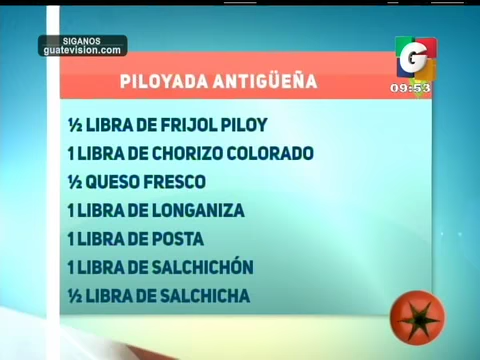 SIGANOS
guatevision.com
G
09:53
PILOYADA ANTIGÜEÑA
½ LIBRA DE FRIJOL PILOY
1 LIBRA DE CHORIZO COLORADO
½ QUESO FRESCO
1 LIBRA DE LONGANIZA
1 LIBRA DE POSTA
1 LIBRA DE SALCHICHÓN
½ LIBRA DE SALCHICHA